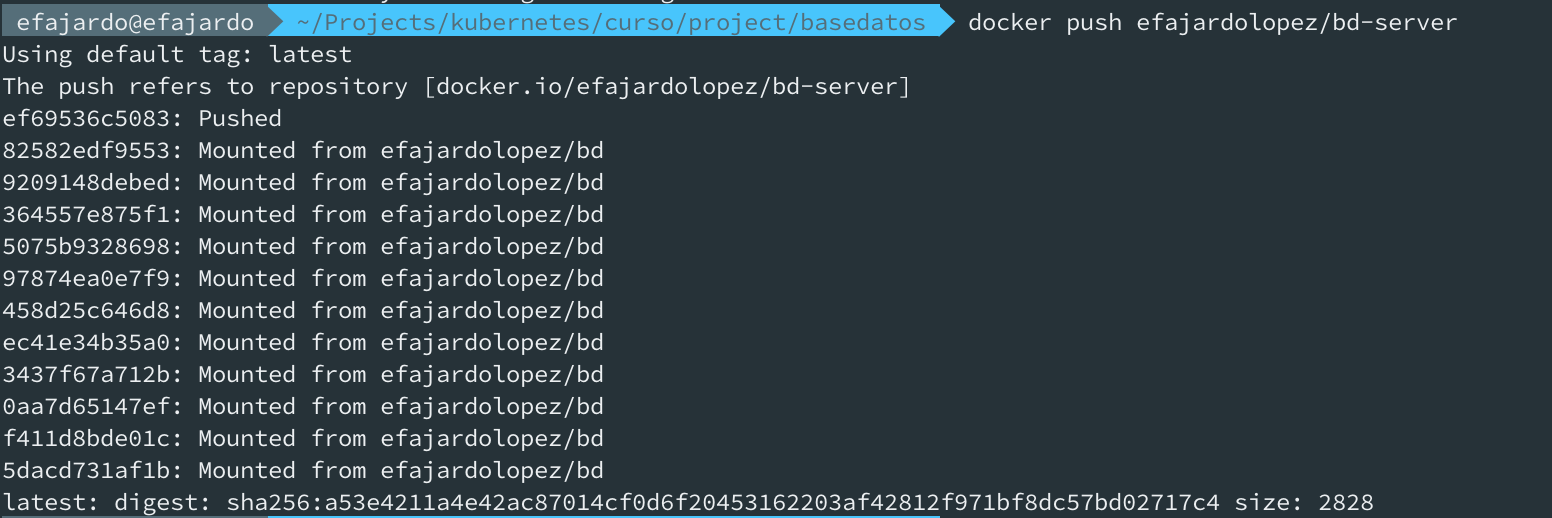 efajardo@efajardo ~/Projects/kubernetes/curso/project/basedatos docker push efajardolopez/bd-server
Using default tag: latest
The push refers to repository [docker.io/efajardolopez/bd-server]
ef69536c5083: Pushed
82582edf9553: Mounted from efajardolopez/bd
9209148debed: Mounted from efajardolopez/bd
364557e875f1: Mounted from efajardolopez/bd
5075b9328698: Mounted from efajardolopez/bd
97874ea0e7f9: Mounted from efajardolopez/bd
458d25c646d8: Mounted from efajardolopez/bd
ec41e34b35a0: Mounted from efajardolopez/bd
3437f67a712b: Mounted from efajardolopez/bd
0aa7d65147ef: Mounted from efajardolopez/bd
f411d8bde01c: Mounted from efajardolopez/bd
5dacd731af1b: Mounted from efajardolopez/bd
latest: digest: sha256:a53e4211a4e42ac87014cf0d6f20453162203af42812f971bf8dc57bd02717c4 size: 2828